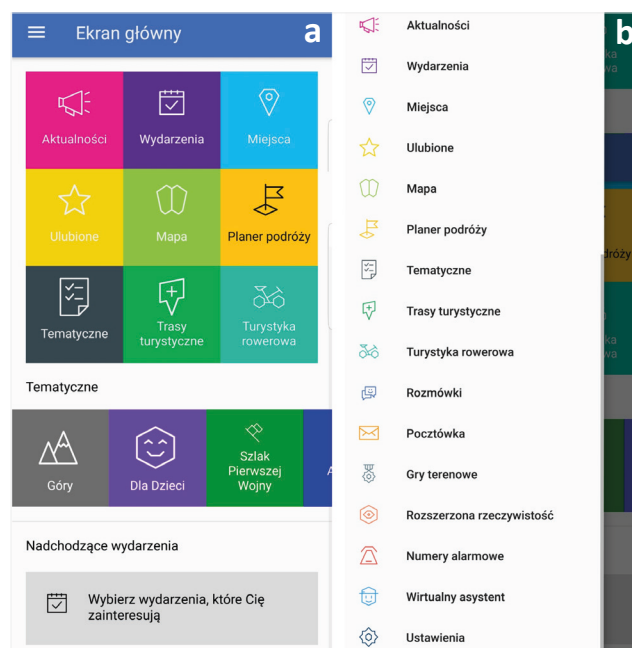 Ekran główny
a
Aktualności
Wydarzenia
Miejsca
Ulubione
Mapa
Planer podróży
Tematyczne
Trasy
turystyczne
Turystyka
rowerowa
Tematyczne
Góry
Dla Dzieci
Szlak
Pierwszej
Wojny
A
Nadchodzące wydarzenia
Wybierz wydarzenia, które Cię
zainteresują
b
Aktualności
Wydarzenia
Miejsca
Ulubione
Mapa
Planer podróży
Tematyczne
Trasy turystyczne
Turystyka rowerowa
Rozmówki
Pocztówka
Gry terenowe
Rozszerzona rzeczywistość
Numery alarmowe
Wirtualny asystent
Ustawienia